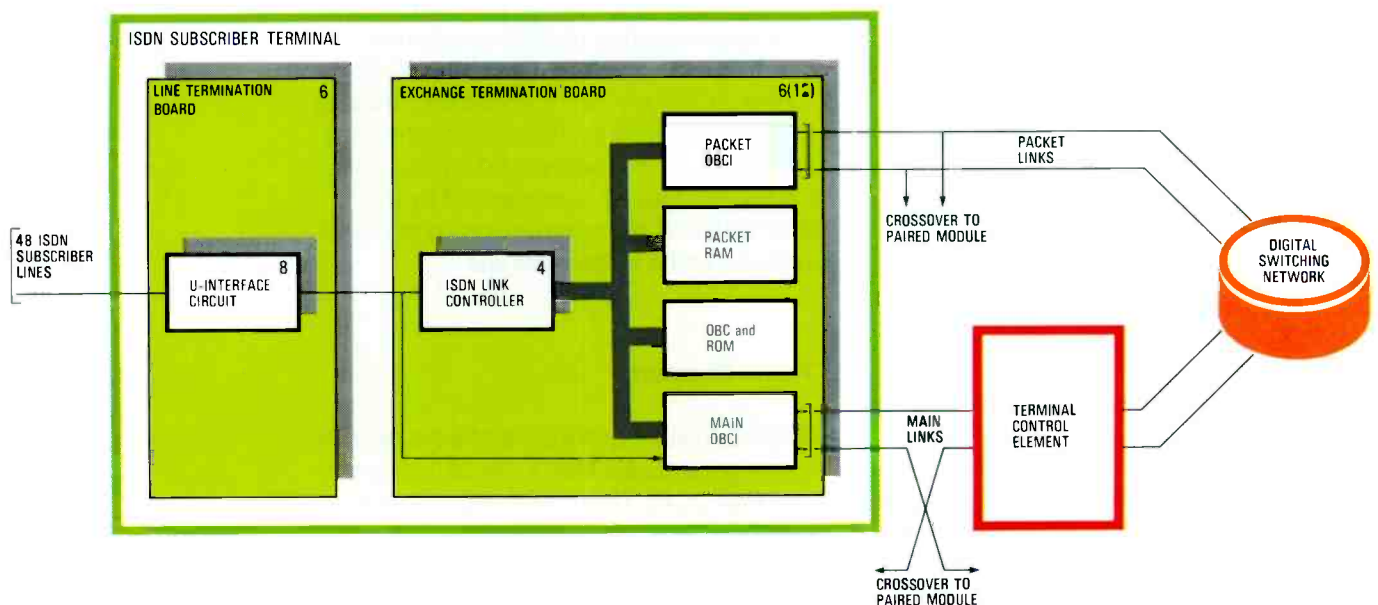 ISDN SUBSCRIBER TERMINAL
LINE TERMINATION
BOARD
6
EXCHANGE TERMINATION BOARD
6(12)
PACKET
OBCI
PACKET
RAM
OBC and
ROM
MAIN
OBCI
48 ISDN
SUBSCRIBER
LINES
U-INTERFACE
CIRCUIT
8
ISDN LINK
CONTROLLER
4
PACKET
LINKS
CROSSOVER TO
PAIRED MODULE
DIGITAL
SWITCHING
NETWORK
MAIN
LINKS
TERMINAL
CONTROL
ELEMENT
CROSSOVER TO
PAIRED MODULE